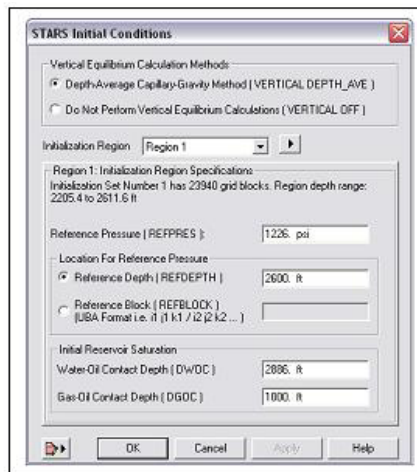 STARS Initial Conditions
Vertical Equilibrium Calculation Methods
Depth-Average Capillary-Gravity Method ( VERTICAL DEPTH_AVE )
Do Not Perform Vertical Equilibrium Calculations ( VERTICAL OFF )
Initialization Region Region 1
Region 1: Initialization Region Specifications
Initialization Set Number 1 has 23940 grid blocks. Region depth range:
2205.4 to 2611.6 ft
Reference Pressure ( REFPRES ): 1226. psi
Location For Reference Pressure
Reference Depth ( REFDEPTH ) 2600. ft
Reference Block ( REFBLOCK )
(UBA Format i.e. i1 j1 k1 / i2 j2 k2 ... )
Initial Reservoir Saturation
Water-Oil Contact Depth ( DWOC ) 2886. ft
Gas-Oil Contact Depth ( DGOC ) 1000. ft
OK Cancel Apply Help